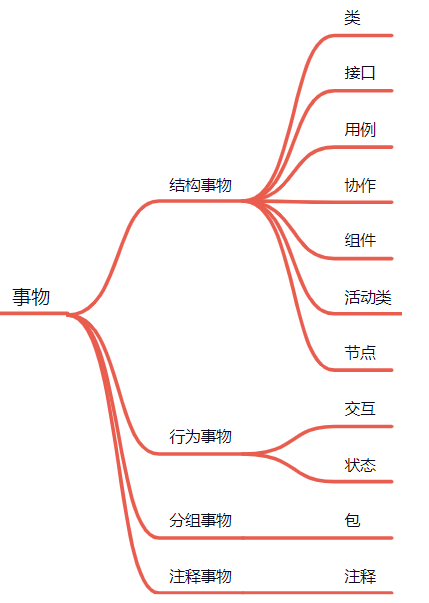 事物
结构事物
类
接口
用例
协作
组件
活动类
节点
行为事物
交互
状态
分组事物
包
注释事物
注释